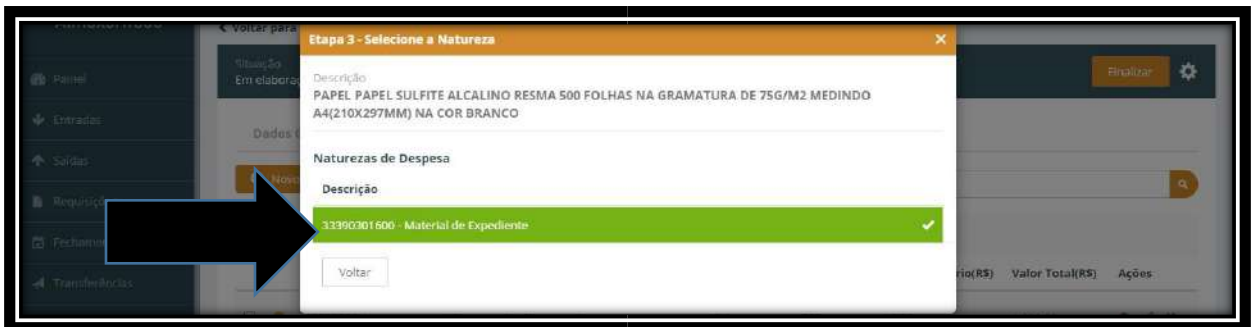 Voltar para
Etapa 3 - Selecione a Natureza
Situação
Em elabora
Finalizar
Painel
Entradas
Saídas
Transferências
Dados
Descrição
PAPEL PAPEL SULFITE ALCALINO RESMA 500 FOLHAS NA GRAMATURA DE 75G/M2 MEDINDO
A4(210X297MM) NA COR BRANCO
Naturezas de Despesa
Descrição
33390301600 - Material de Expediente
Voltar
rio(R$) Valor Total(R$) Ações